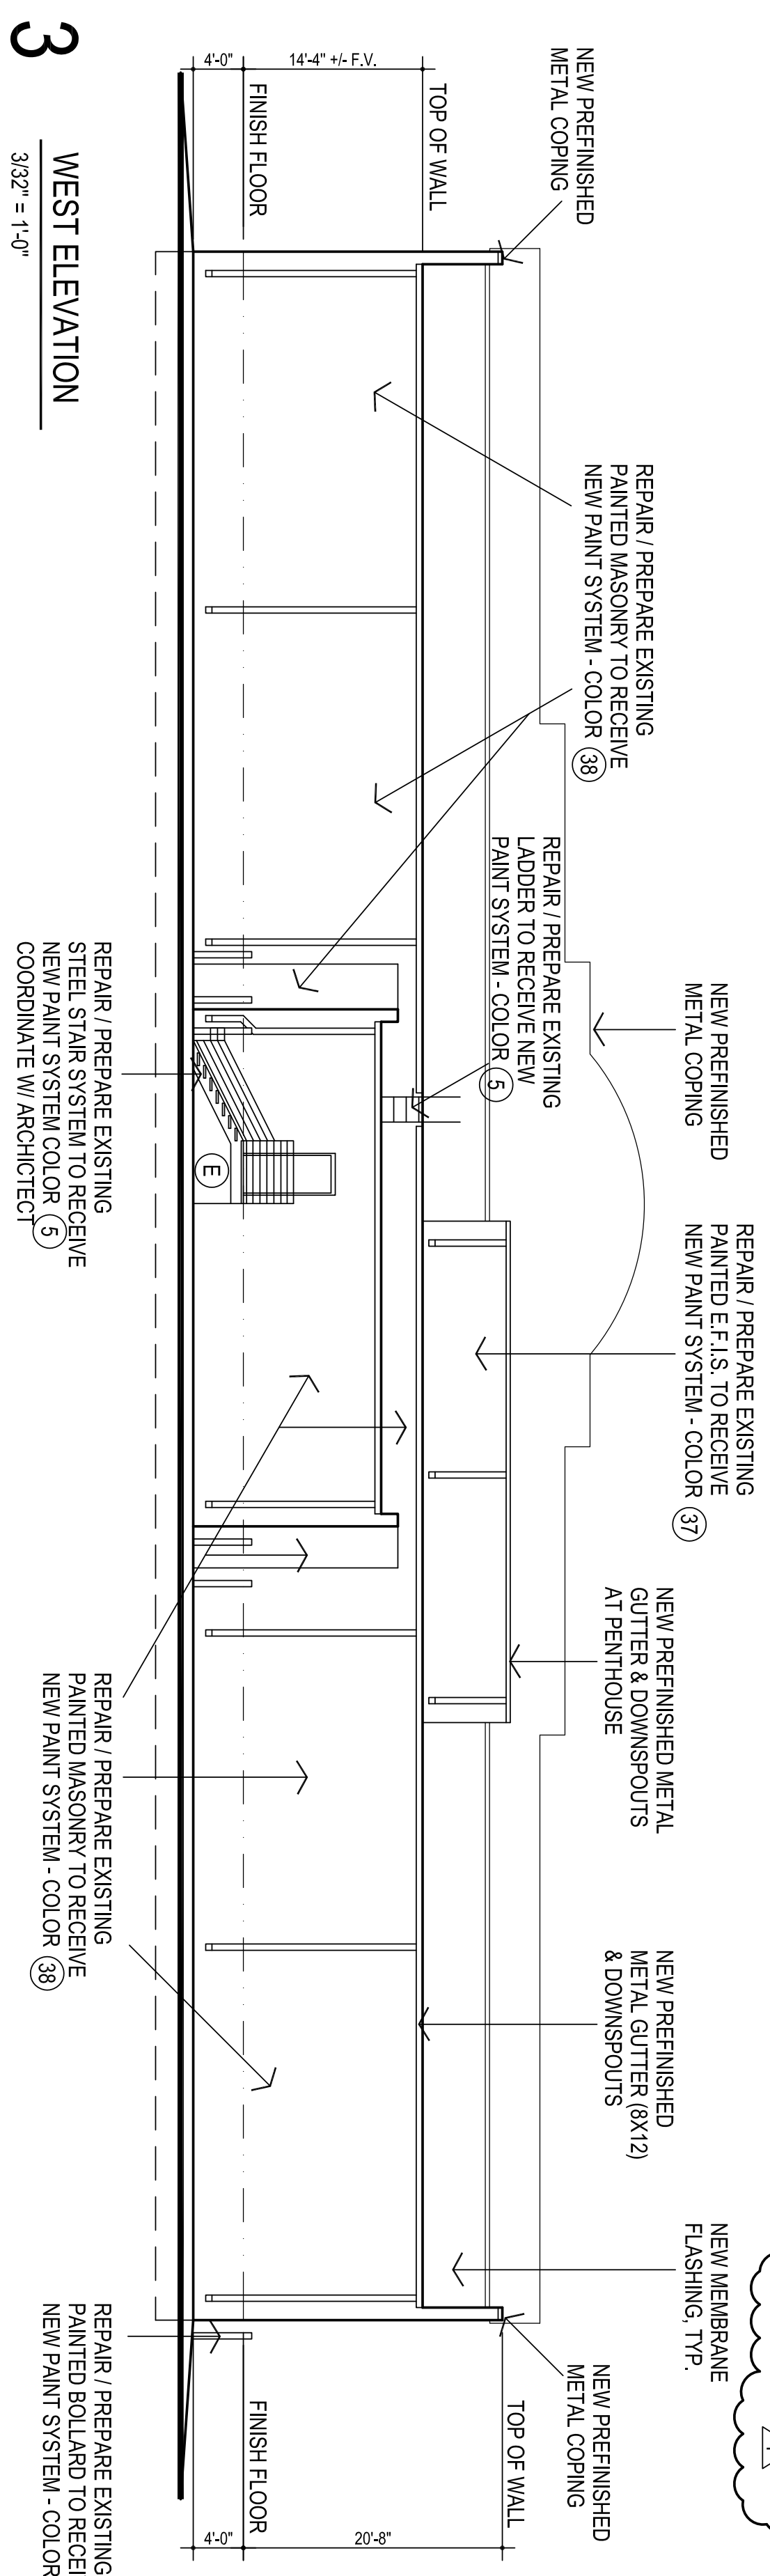 NEW PREFINISHED
METAL COPING
REPAIR / PREPARE EXISTING
PAINTED MASONRY TO RECEIVE
NEW PAINT SYSTEM - COLOR 38
NEW PREFINISHED
METAL COPING
REPAIR / PREPARE EXISTING
LADDER TO RECEIVE NEW
PAINT SYSTEM - COLOR 5
REPAIR / PREPARE EXISTING
PAINTED E.F.I.S. TO RECEIVE
NEW PAINT SYSTEM - COLOR 37
NEW PREFINISHED METAL
GUTTER & DOWNSPOUTS
AT PENTHOUSE
NEW PREFINISHED
METAL GUTTER (8X12)
& DOWNSPOUTS
NEW MEMBRANE
FLASHING, TYP.
NEW PREFINISHED
METAL COPING
TOP OF WALL
14'-4" +/- F.V.
FINISH FLOOR
4'-0"
E
TOP OF WALL
20'-8"
FINISH FLOOR
4'-0"
REPAIR / PREPARE EXISTING
STEEL STAIR SYSTEM TO RECEIVE
NEW PAINT SYSTEM COLOR 5
COORDINATE W/ ARCHICTECT
REPAIR / PREPARE EXISTING
PAINTED MASONRY TO RECEIVE
NEW PAINT SYSTEM - COLOR 38
REPAIR / PREPARE EXISTING
PAINTED BOLLARD TO RECEI
NEW PAINT SYSTEM - COLOR
3
WEST ELEVATION
3/32" = 1'-0"